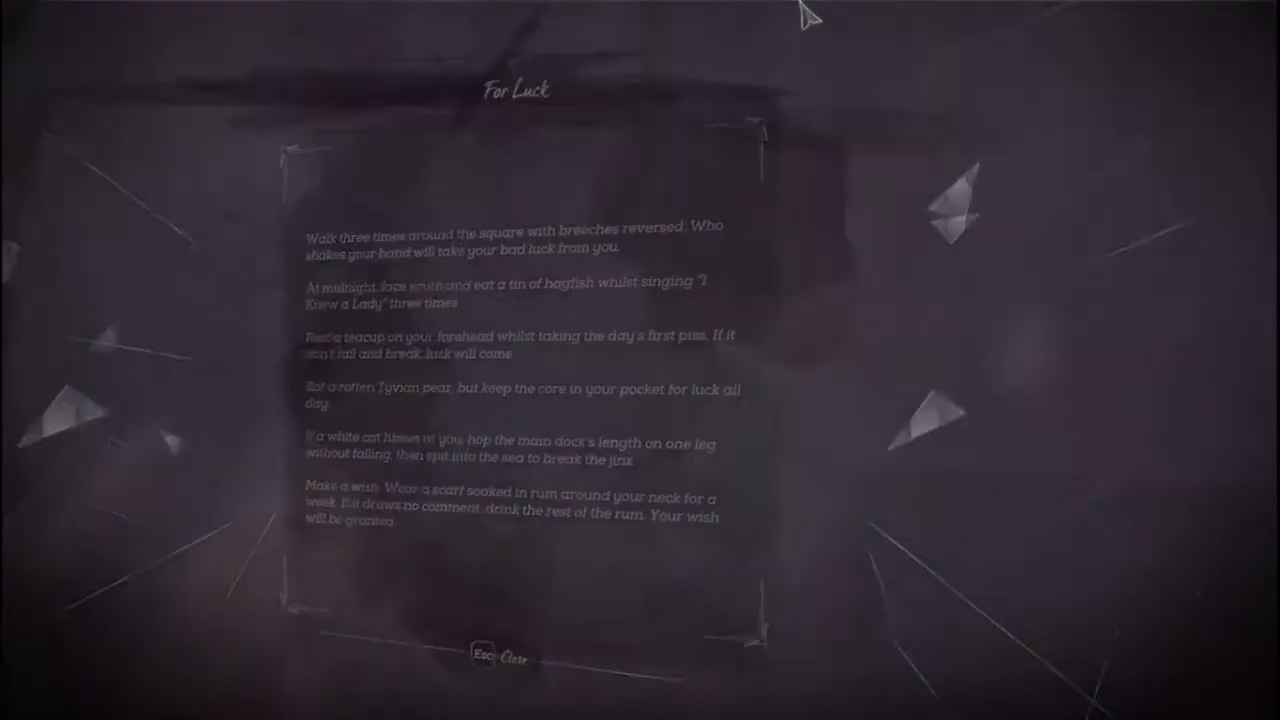 For Luck
Walk three times around the square with breeches reversed. Who
shakes your hand will take your bad luck from you.
At midnight, face south and eat a tin of hagfish whilst singing "I
Knew a Lady" three times.
Rest a teacup on your forehead whilst taking the day's first piss. If it
don't fall and break, luck will come.
Eat a rotten Tyvian pear, but keep the core in your pocket for luck all
day.
If a white cat hisses at you, hop the main dock's length on one leg
without falling, then spit into the sea to break the jinx.
Make a wish. Wear a scarf soaked in rum around your neck for a
week. If it draws no comment, drink the rest of the rum. Your wish
will be granted.
Esc Close